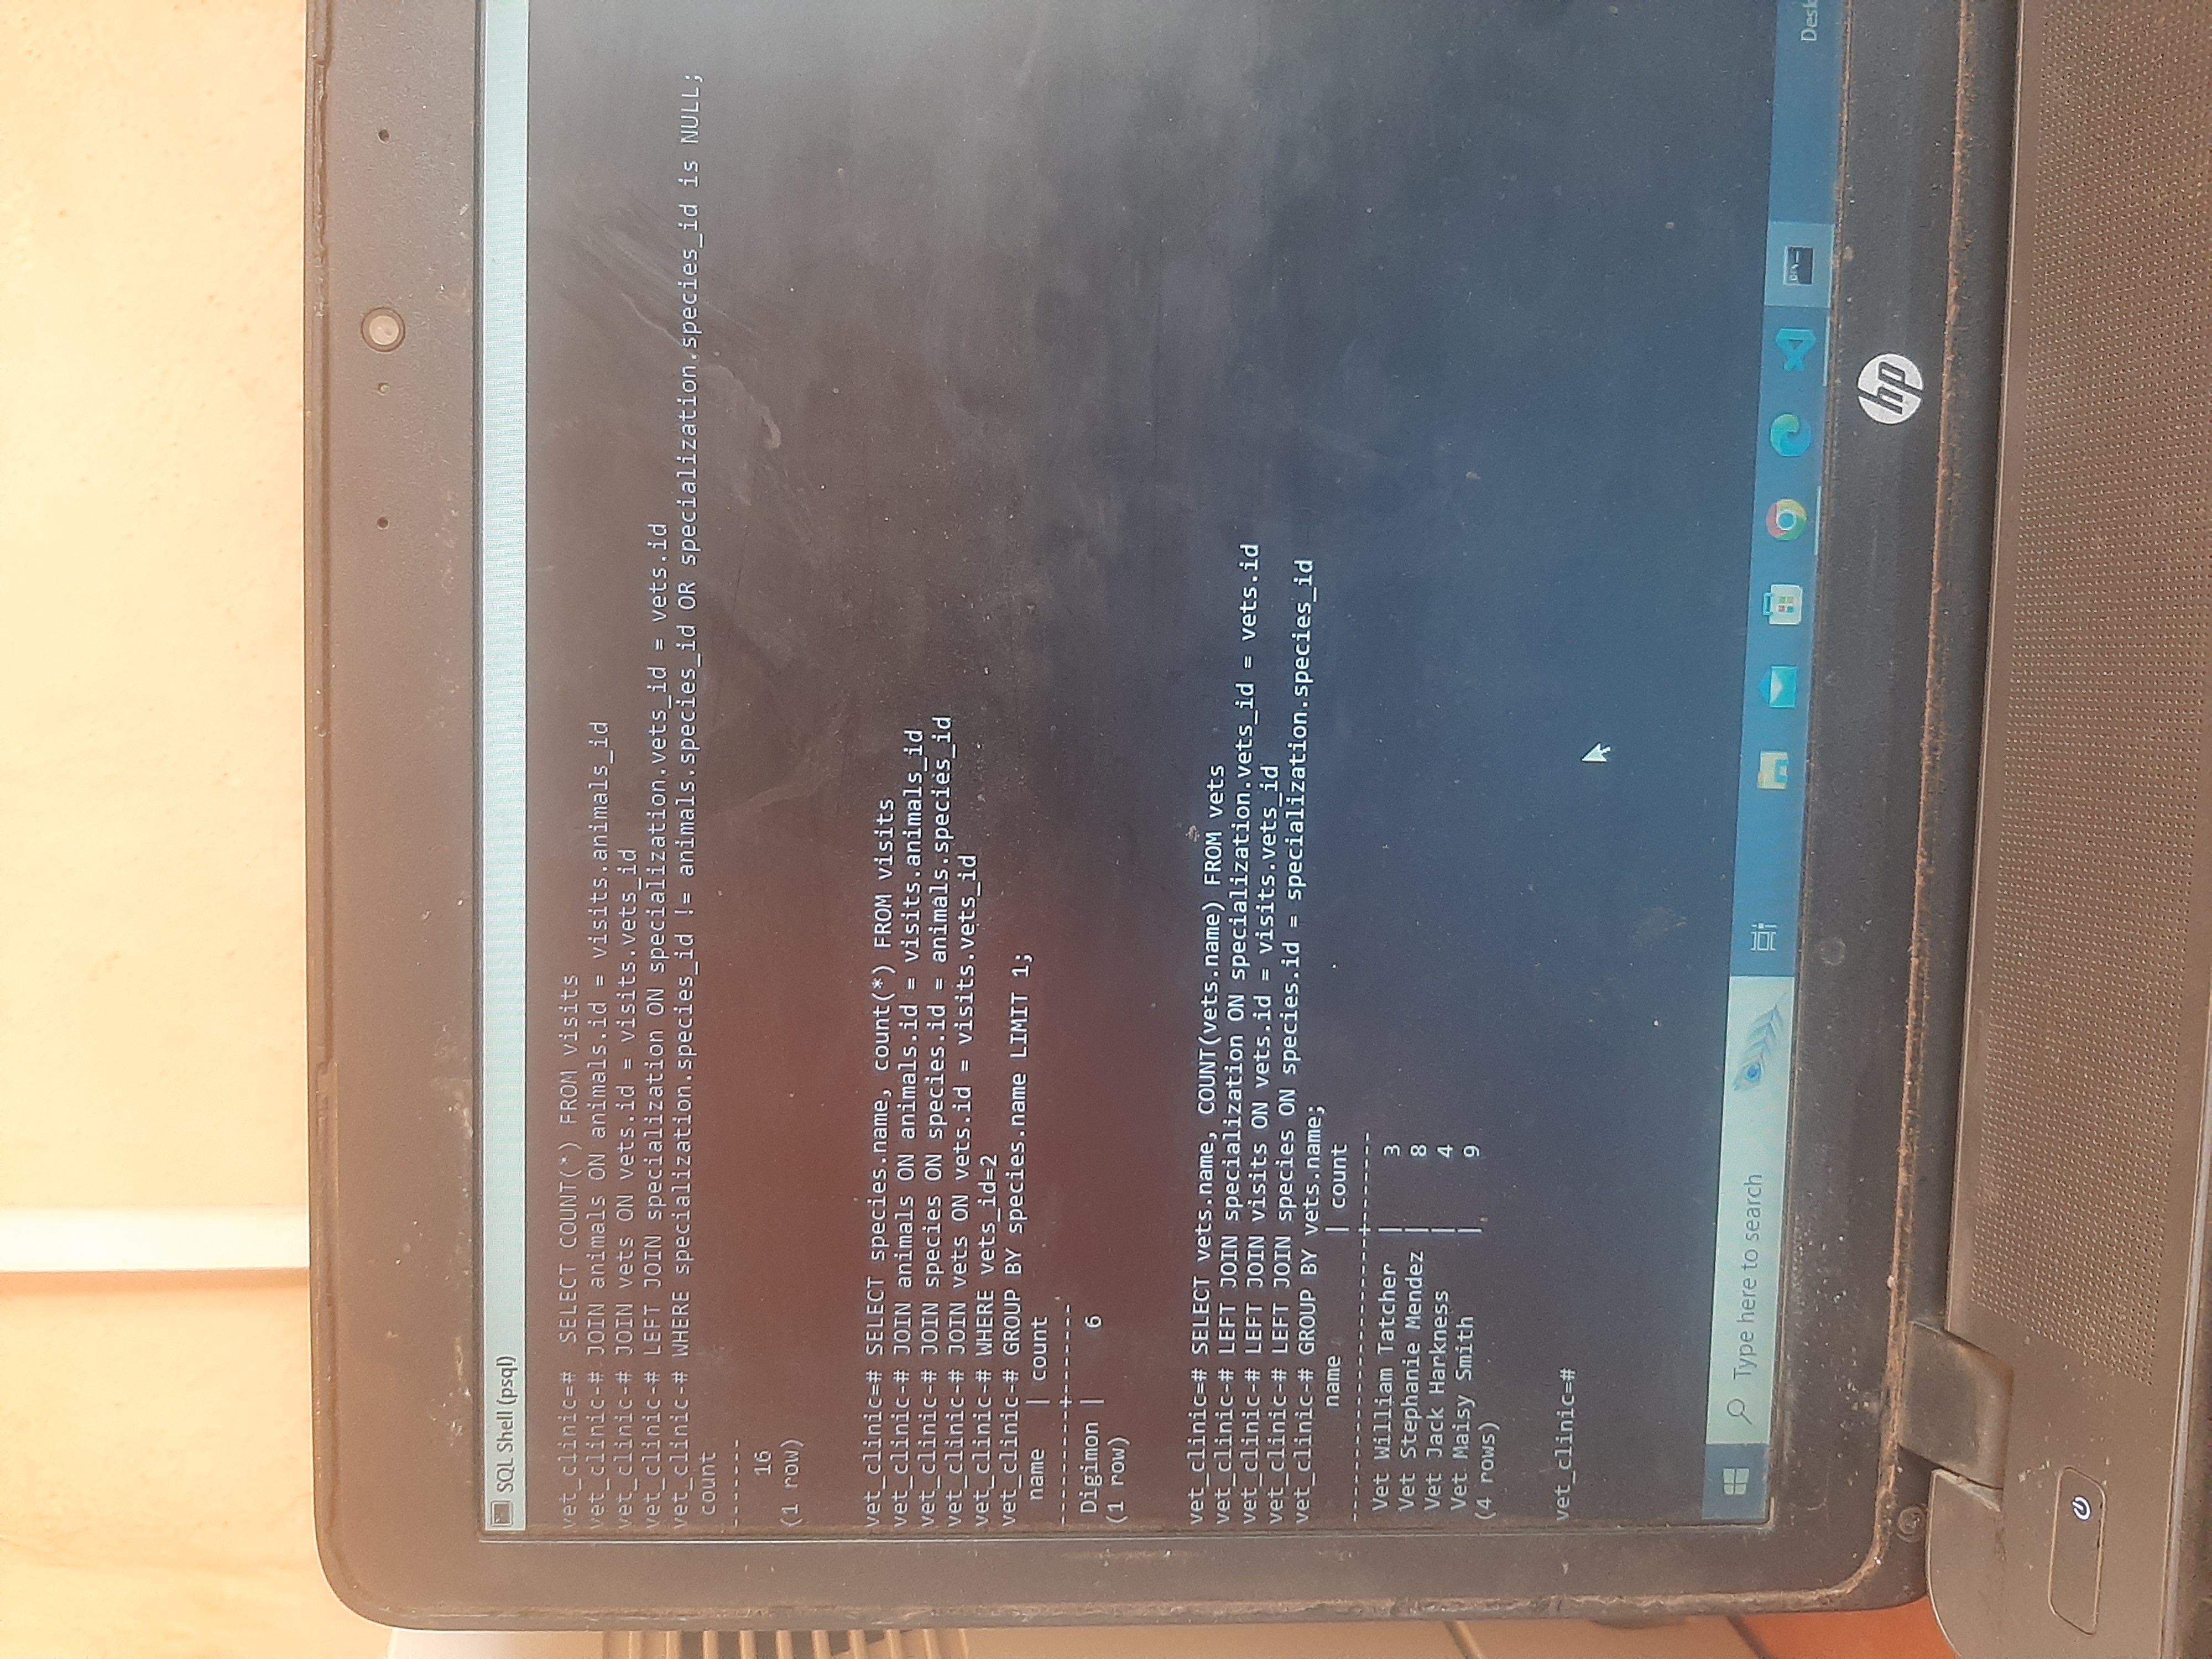 SQL Shell (psql)
vet_clinic=#  SELECT COUNT(*) FROM visits
vet_clinic-# JOIN animals ON animals.id = visits.animals_id
vet_clinic-# JOIN vets ON vets.id = visits.vets_id
vet_clinic-# LEFT JOIN specialization ON specialization.vets_id = vets.id
vet_clinic-# WHERE specialization.species_id != animals.species_id OR specialization.species_id is NULL;
count
-------
16
(1 row)
vet_clinic=# SELECT species.name, count(*) FROM visits
vet_clinic-# JOIN animals ON animals.id = visits.animals_id
vet_clinic-# JOIN species ON species.id = animals.species_id
vet_clinic-# JOIN vets ON vets.id = visits.vets_id
vet_clinic-# WHERE vets_id=2
vet_clinic-# GROUP BY species.name LIMIT 1;
name | count
---------+-------
Digimon | 6
(1 row)
vet_clinic=# SELECT vets.name, COUNT(vets.name) FROM vets
vet_clinic-# LEFT JOIN specialization ON specialization.vets_id = vets.id
vet_clinic-# LEFT JOIN visits ON vets.id = visits.vets_id
vet_clinic-# LEFT JOIN species ON species.id = specialization.species_id
vet_clinic-# GROUP BY vets.name;
name | count
----------------------+-------
Vet William Tatcher | 3
Vet Stephanie Mendez | 8
Vet Jack Harkness | 4
Vet Maisy Smith | 9
(4 rows)
vet_clinic=#
Type here to search
Desk
hp